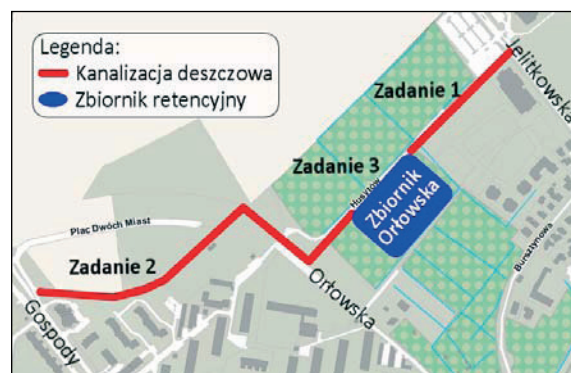 Legenda:
Kanalizacja deszczowa
Zbiornik retencyjny
Jelitkowska
Zadanie 1
Zadanie 3
Husytów
Zbiornik
Orłowska
Plac Dwóch Miast
Zadanie 2
Orłowska
Bursztynowa
Gospody